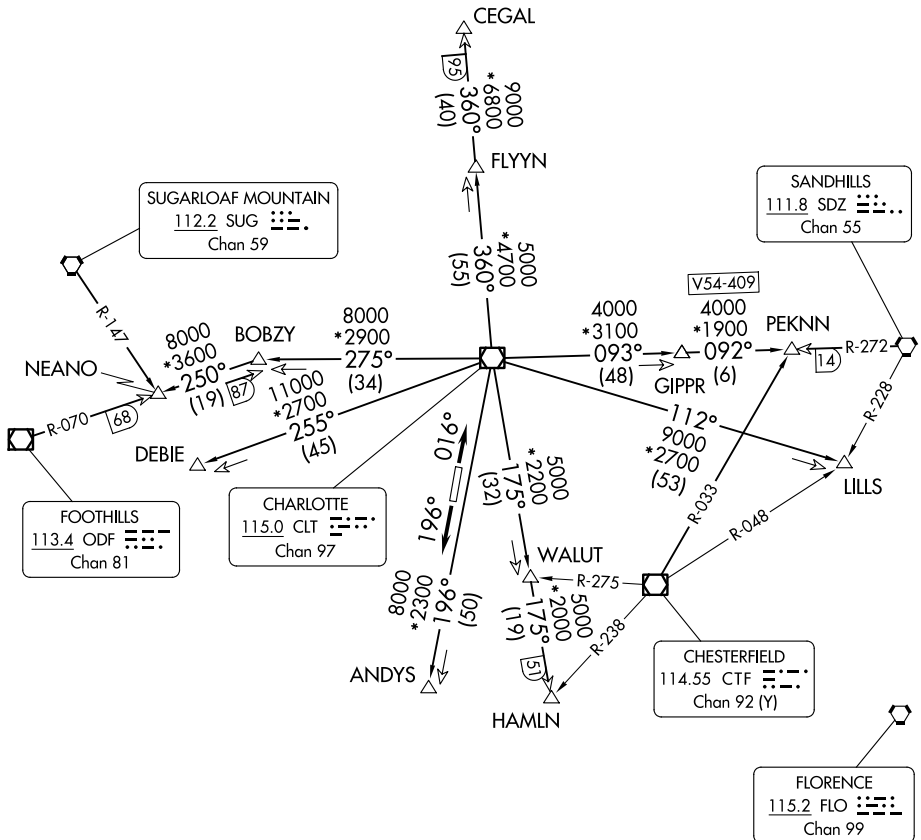 CEGAL
95
360°
(40)
9000
*6800
FLYYN
SUGARLOAF MOUNTAIN
112.2 SUG
Chan 59
SANDHILLS
111.8 SDZ
Chan 55
360°
(55)
5000
*4700
R-147
V54-409
BOBZY
8000
*2900
275°
(34)
4000
*3100
093°
(48)
4000
*1900
092°
(6)
PEKNN
R-272
14
NEANO
8000
*3600
250°
(19)
87
GIPPR
R-228
R-070
68
11000
*2700
255°
(45)
112°
9000
*2700
(53)
DEBIE
LILLS
016°
196°
5000
*2200
175°
(32)
R-033
R-048
FOOTHILLS
113.4 ODF
Chan 81
CHARLOTTE
115.0 CLT
Chan 97
WALUT
R-275
8000
*2300
196°
(50)
5000
*2000
175°
(19)
51
R-238
ANDYS
HAMLN
CHESTERFIELD
114.55 CTF
Chan 92 (Y)
FLORENCE
115.2 FLO
Chan 99